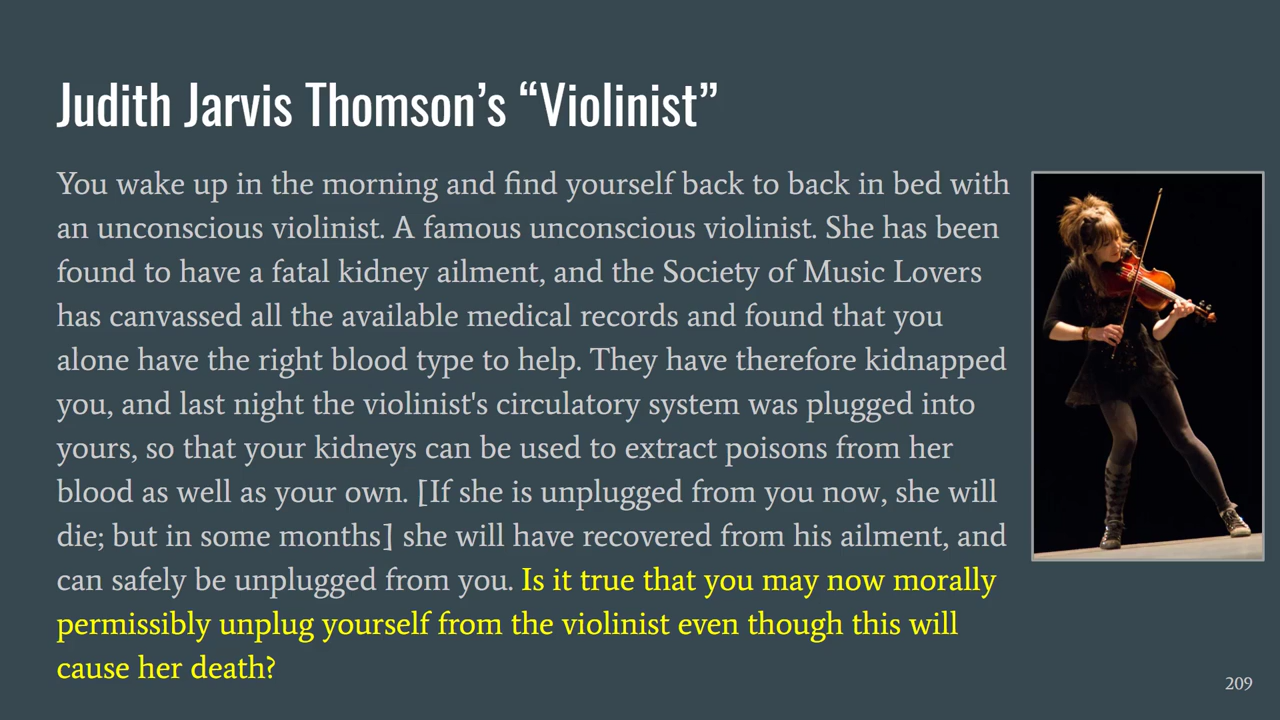 Judith Jarvis Thomson’s “Violinist”
You wake up in the morning and find yourself back to back in bed with
an unconscious violinist. A famous unconscious violinist. She has been
found to have a fatal kidney ailment, and the Society of Music Lovers
has canvassed all the available medical records and found that you
alone have the right blood type to help. They have therefore kidnapped
you, and last night the violinist's circulatory system was plugged into
yours, so that your kidneys can be used to extract poisons from her
blood as well as your own. [If she is unplugged from you now, she will
die; but in some months] she will have recovered from his ailment, and
can safely be unplugged from you. Is it true that you may now morally
permissibly unplug yourself from the violinist even though this will
cause her death?
209